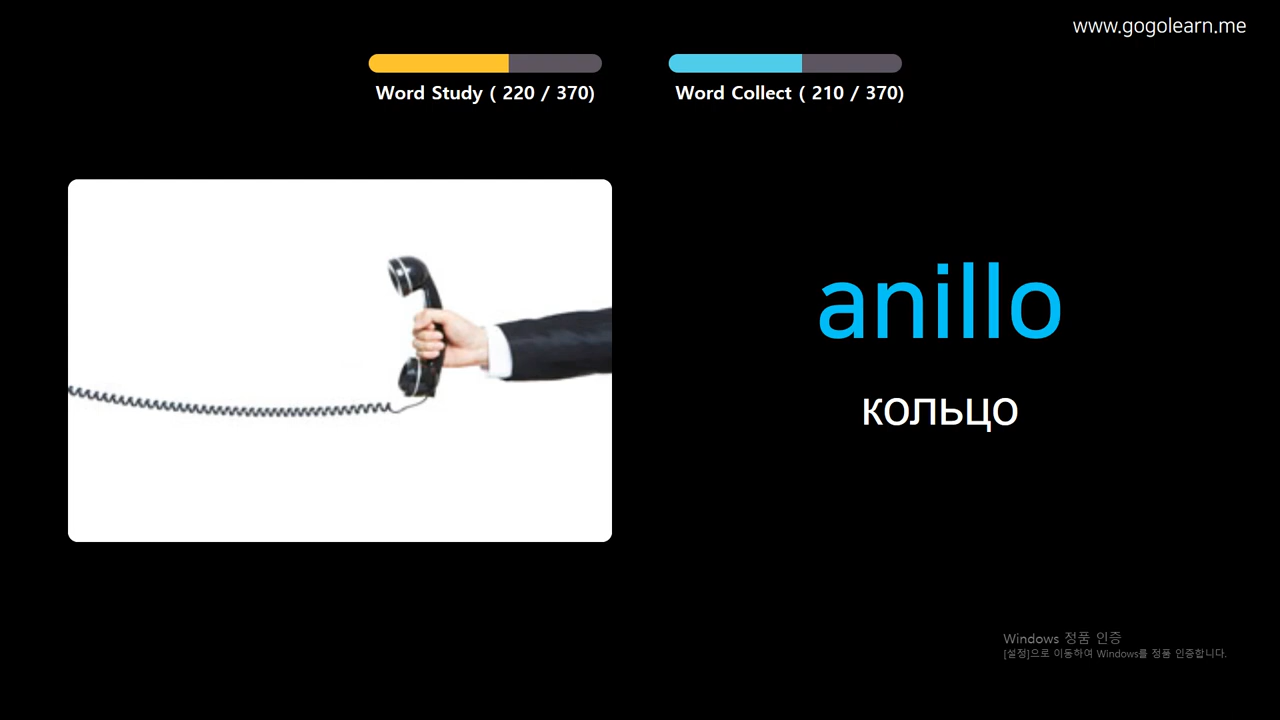 www.gogolearn.me
Word Study ( 220 / 370)
Word Collect ( 210 / 370)
anillo
кольцо
Windows 정품 인증
[설정]으로 이동하여 Windows를 정품 인증합니다.